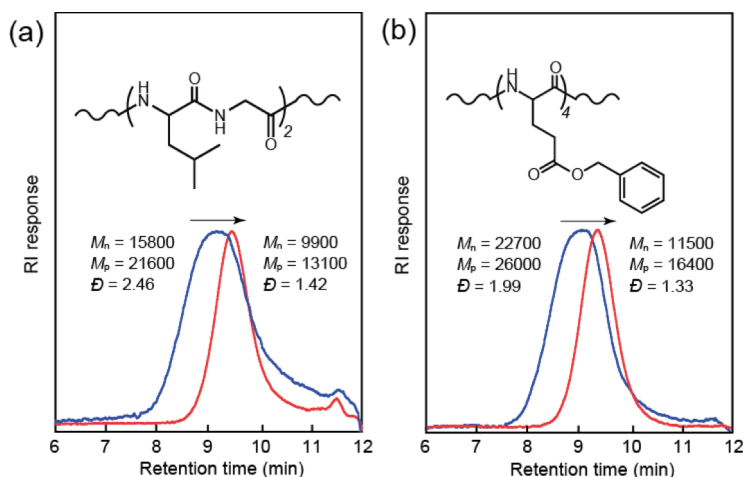 (a)
H
N
O
N
H
O
2
RI response
Mn = 15800
Mp = 21600
Đ = 2.46
Mn = 9900
Mp = 13100
Đ = 1.42
6 7 8 9 10 11 12
Retention time (min)
(b)
H
N
O
4
O
O
RI response
Mn = 22700
Mp = 26000
Đ = 1.99
Mn = 11500
Mp = 16400
Đ = 1.33
6 7 8 9 10 11 12
Retention time (min)